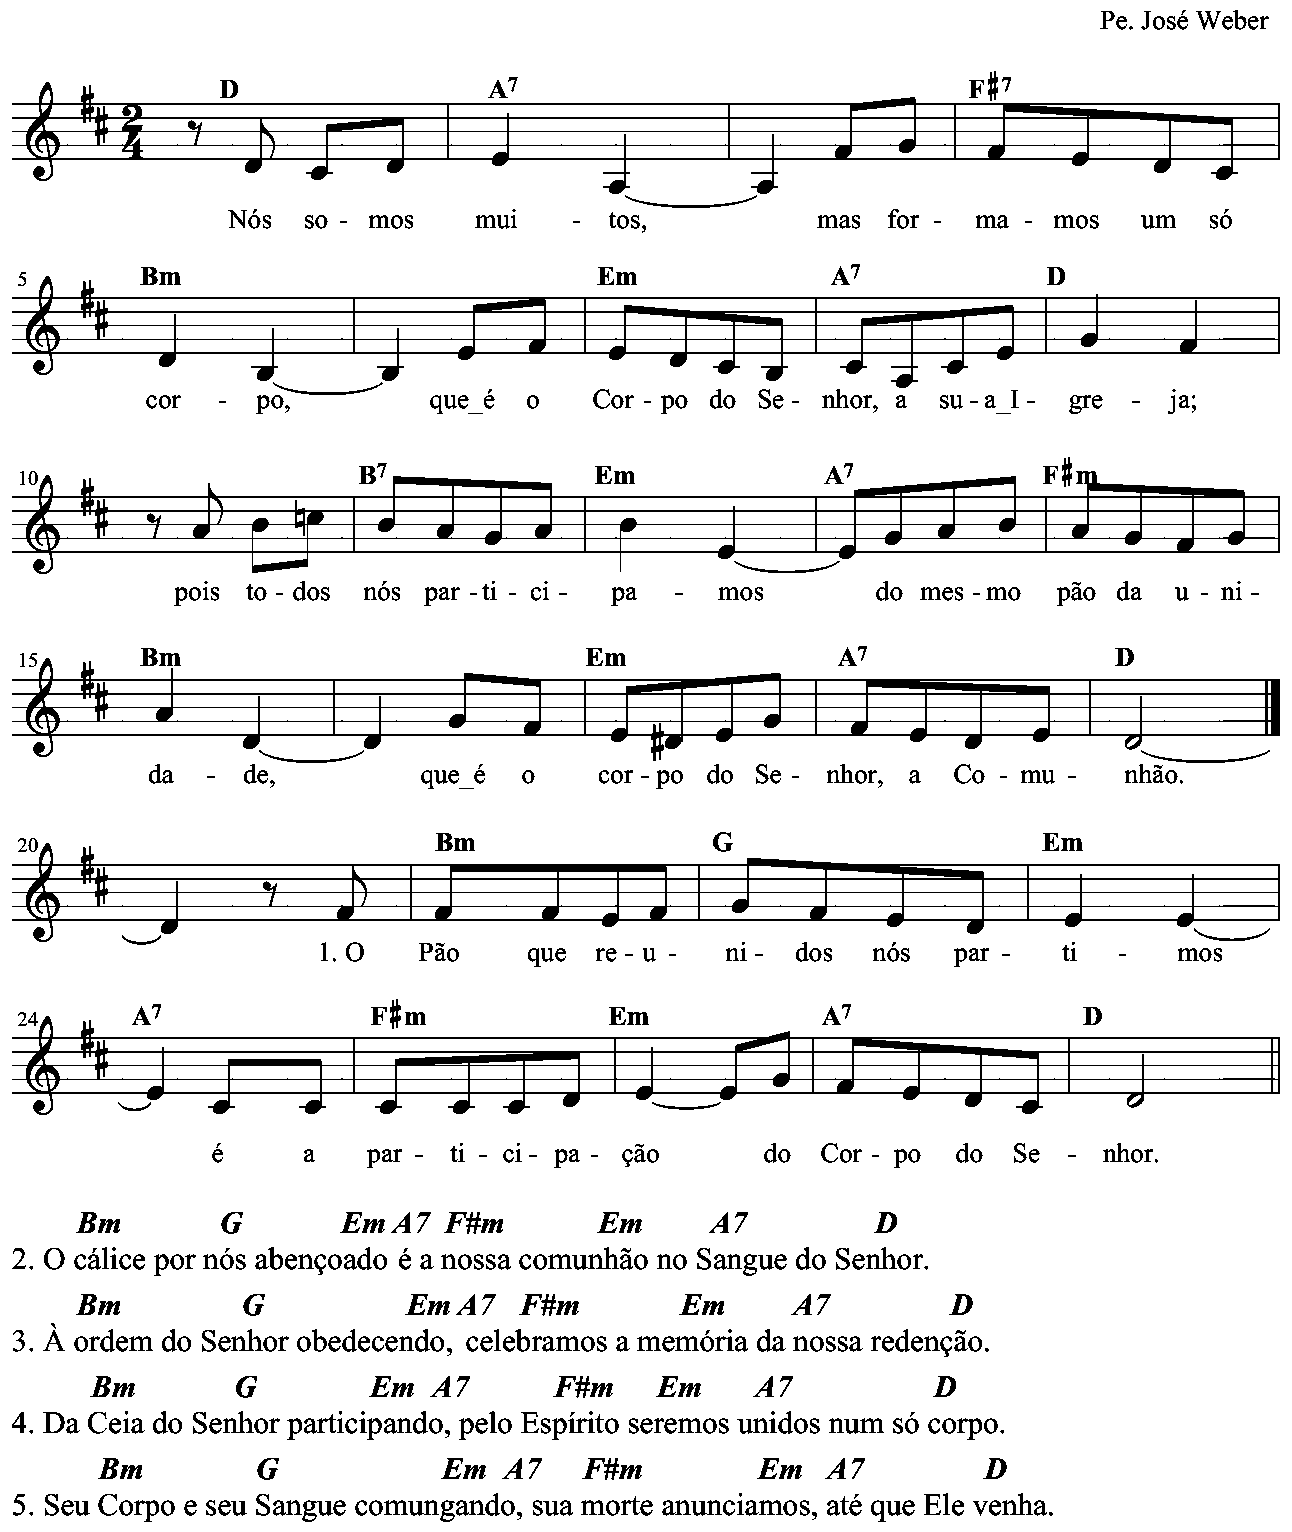 Pe. José Weber
D A7 F#7
2
4
Nós so - mos mui - tos, mas for - ma - mos um só
5 Bm Em A7 D
cor - po, que_é o Cor - po do Se - nhor, a su - a_I - gre - ja;
10 B7 Em A7 F#m
pois to - dos nós par - ti - ci - pa - mos do mes - mo pão da u - ni -
15 Bm Em A7 D
da - de, que_é o cor - po do Se - nhor, a Co - mu - nhão.
20 Bm G Em
1. O Pão que re - u - ni - dos nós par - ti - mos
24 A7 F#m Em A7 D
é a par - ti - ci - pa - ção do Cor - po do Se - nhor.
Bm G Em A7 F#m Em A7 D
2. O cálice por nós abençoado é a nossa comunhão no Sangue do Senhor.
Bm G Em A7 F#m Em A7 D
3. À ordem do Senhor obedecendo, celebramos a memória da nossa redenção.
Bm G Em A7 F#m Em A7 D
4. Da Ceia do Senhor participando, pelo Espírito seremos unidos num só corpo.
Bm G Em A7 F#m Em A7 D
5. Seu Corpo e seu Sangue comungando, sua morte anunciamos, até que Ele venha.